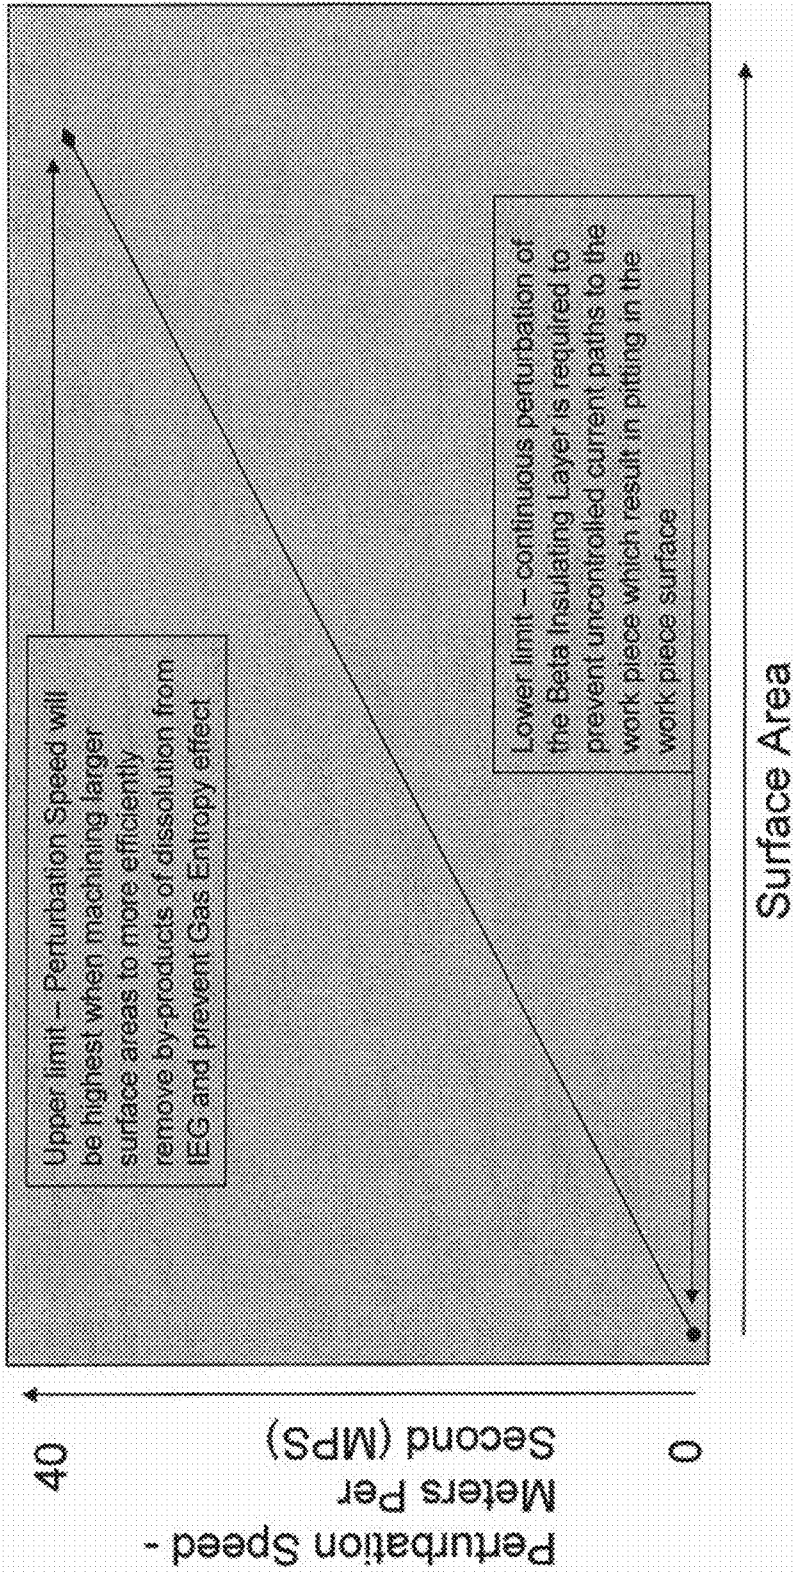 40
Perturbation Speed -
Meters Per
Second (MPS)
0
Upper limit – Perturbation Speed will
be highest when machining larger
surface areas to more efficiently
remove by-products of dissolution from
IEG and prevent Gas Entropy effect
Lower limit – continuous perturbation of
the Beta Insulating Layer is required to
prevent uncontrolled current paths to the
work piece which result in pitting in the
work piece surface
Surface Area